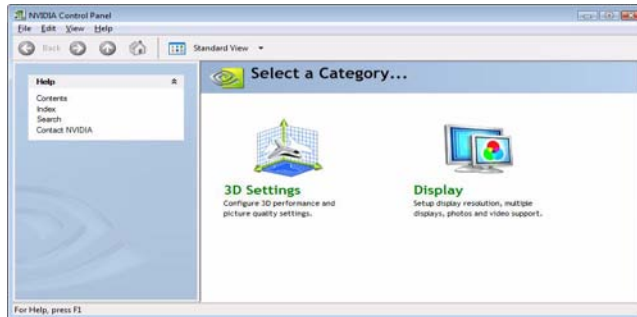 NVIDIA Control Panel
File Edit View Help
Back Standard View
Help
Contents
Index
Search
Contact NVIDIA
Select a Category...
3D Settings
Configure 3D performance and
picture quality settings.
Display
Setup display resolution, multiple
displays, photos and video support.
For Help, press F1